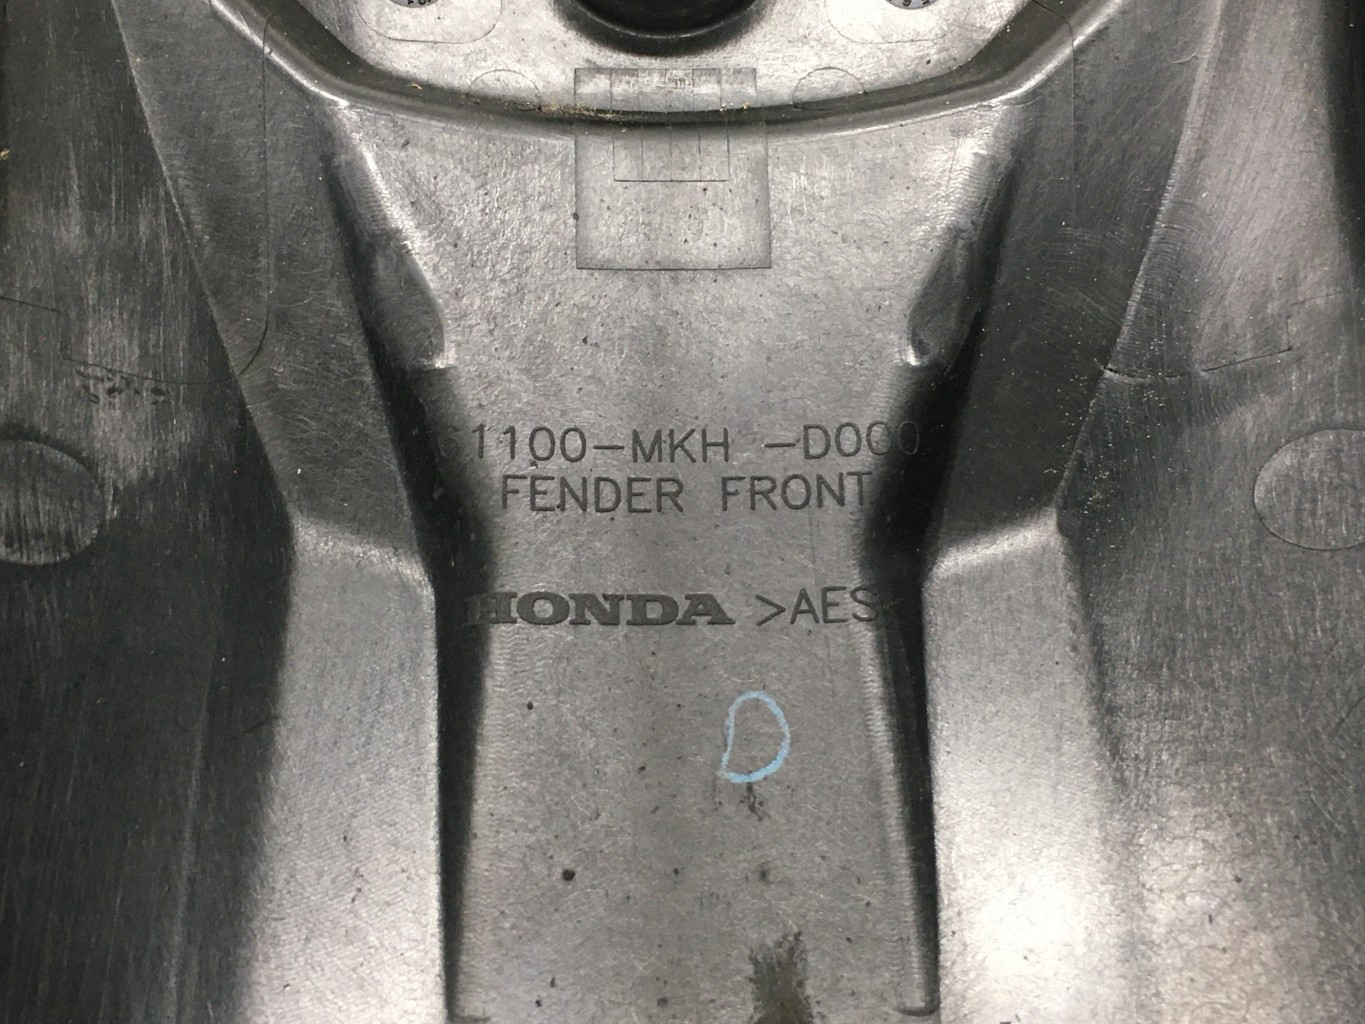 61100-MKH -D000
FENDER FRONT
HONDA >AES<
D